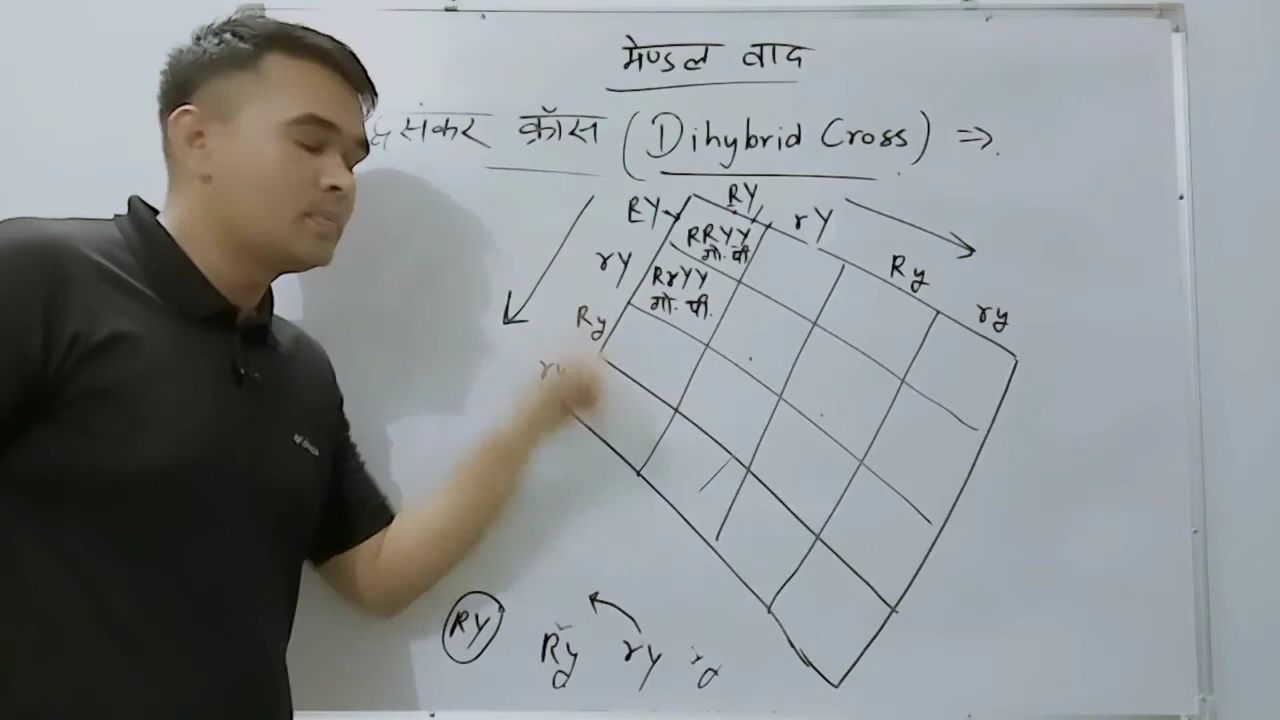 मेण्डल वाद
संकर क्रॉस (Dihybrid Cross) ⇒
RY RY rY Ry ry
RRYY
गो. पी.
rY RrYY
गो. पी.
Ry
RY Ry rY